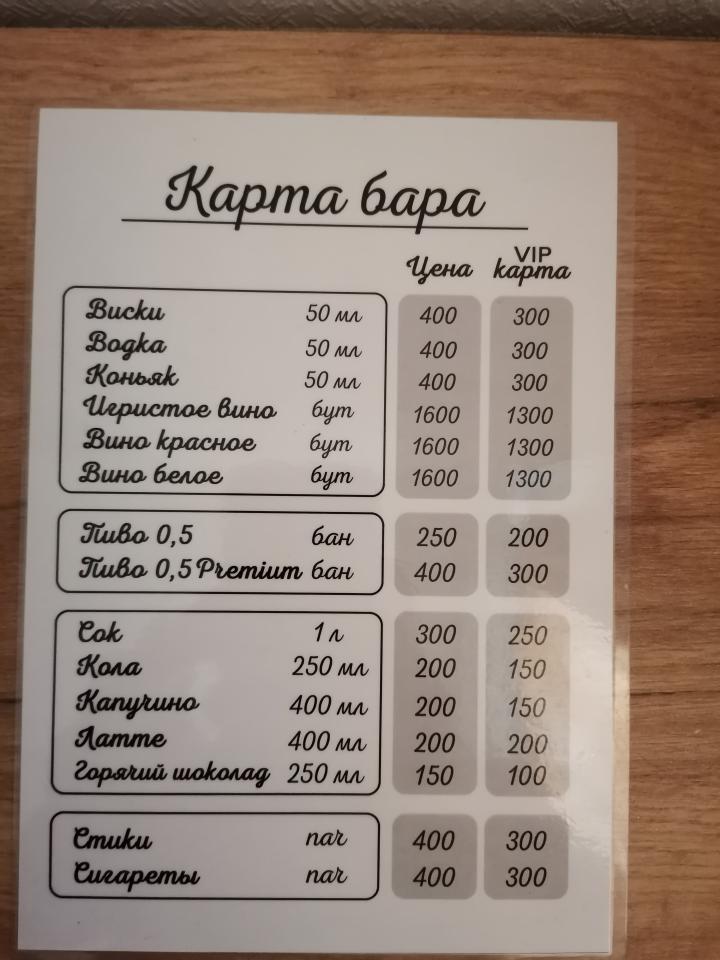 Карта бара
Цена VIP карта
Виски 50 мл 400 300
Водка 50 мл 400 300
Коньяк 50 мл 400 300
Игристое вино бут 1600 1300
Вино красное бут 1600 1300
Вино белое бут 1600 1300
Пиво 0,5 бан 250 200
Пиво 0,5 Premium бан 400 300
Сок 1 л 300 250
Кола 250 мл 200 150
Капучино 400 мл 200 150
Латте 400 мл 200 200
Горячий шоколад 250 мл 150 100
Стики пач 400 300
Сигареты пач 400 300